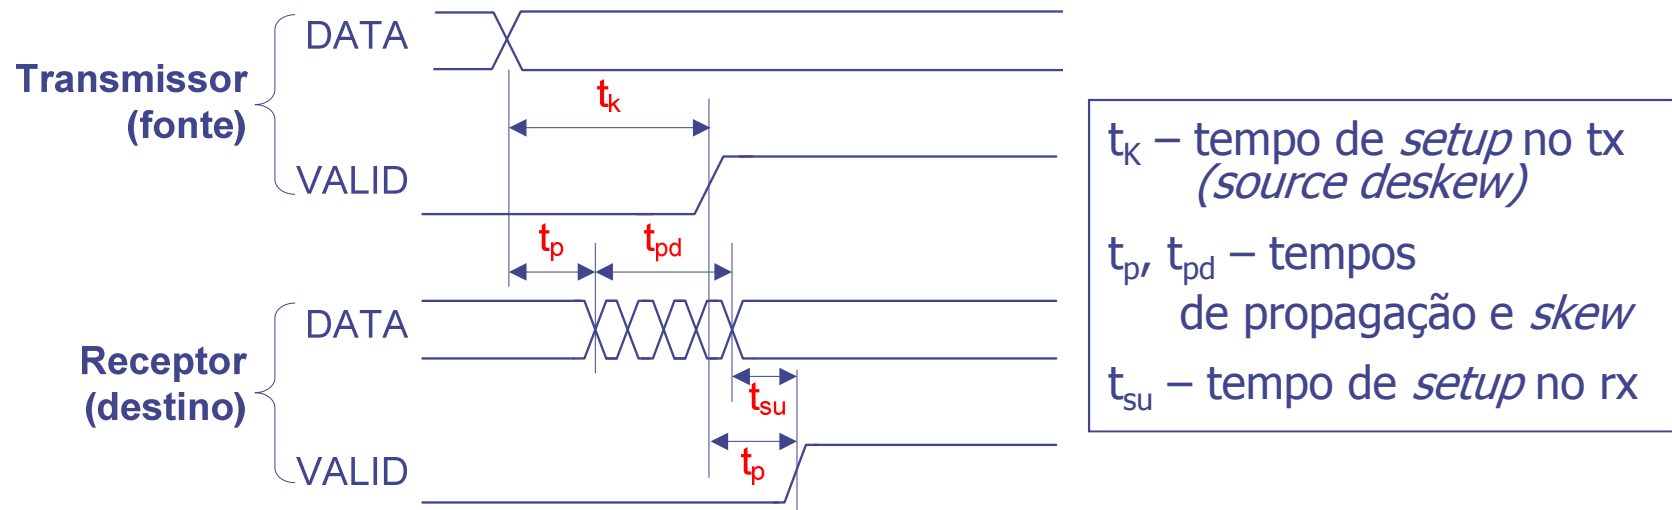 DATA
Transmissor
(fonte)
tk
VALID
tp
tpd
DATA
Receptor
(destino)
tsu
tp
VALID
tK – tempo de setup no tx
(source deskew)
tp, tpd – tempos
de propagação e skew
tsu – tempo de setup no rx